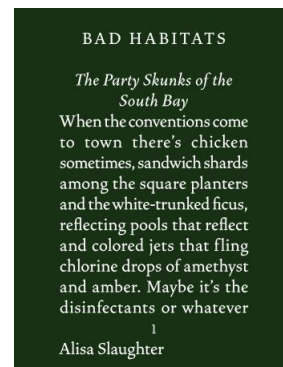 BAD HABITATS
The Party Skunks of the
South Bay
When the conventions come
to town there's chicken
sometimes, sandwich shards
among the square planters
and the white-trunked ficus,
reflecting pools that reflect
and colored jets that fling
chlorine drops of amethyst
and amber. Maybe it's the
disinfectants or whatever
1
Alisa Slaughter